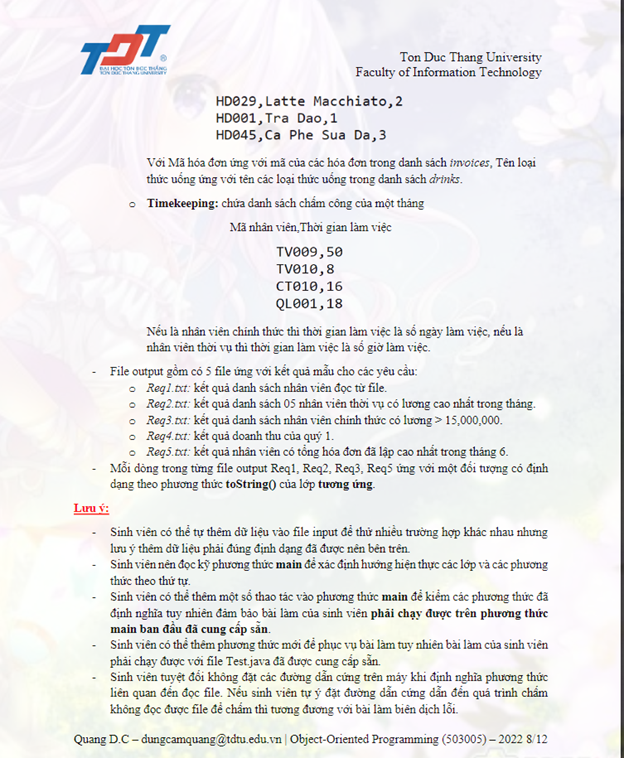 TDT
ĐẠI HỌC TÔN ĐỨC THẮNG
TON DUC THANG UNIVERSITY
Ton Duc Thang University
Faculty of Information Technology
HD029,Latte Macchiato,2
HD001,Tra Dao,1
HD045,Ca Phe Sua Da,3
Với Mã hóa đơn ứng với mã của các hóa đơn trong danh sách invoices, Tên loại
thức uống ứng với tên các loại thức uống trong danh sách drinks.
o Timekeeping: chứa danh sách chấm công của một tháng
Mã nhân viên,Thời gian làm việc
TV009,50
TV010,8
CT010,16
QL001,18
Nếu là nhân viên chính thức thì thời gian làm việc là số ngày làm việc, nếu là
nhân viên thời vụ thì thời gian làm việc là số giờ làm việc.
- File output gồm có 5 file ứng với kết quả mẫu cho các yêu cầu:
o Req1.txt: kết quả danh sách nhân viên đọc từ file.
o Req2.txt: kết quả danh sách 05 nhân viên thời vụ có lương cao nhất trong tháng.
o Req3.txt: kết quả danh sách nhân viên chính thức có lương > 15,000,000.
o Req4.txt: kết quả doanh thu của quý 1.
o Req5.txt: kết quả nhân viên có tổng hóa đơn đã lập cao nhất trong tháng 6.
- Mỗi dòng trong từng file output Req1, Req2, Req3, Req5 ứng với một đối tượng có định
dạng theo phương thức toString() của lớp tương ứng.
Lưu ý:
- Sinh viên có thể tự thêm dữ liệu vào file input để thử nhiều trường hợp khác nhau nhưng
lưu ý thêm dữ liệu phải đúng định dạng đã được nên bên trên.
- Sinh viên nên đọc kỹ phương thức main để xác định hướng hiện thực các lớp và các phương
thức theo thứ tự.
- Sinh viên có thể thêm một số thao tác vào phương thức main để kiểm các phương thức đã
định nghĩa tuy nhiên đảm bảo bài làm của sinh viên phải chạy được trên phương thức
main ban đầu đã cung cấp sẵn.
- Sinh viên có thể thêm phương thức mới để phục vụ bài làm tuy nhiên bài làm của sinh viên
phải chạy được với file Test.java đã được cung cấp sẵn.
- Sinh viên tuyệt đối không đặt các đường dẫn cứng trên máy khi định nghĩa phương thức
liên quan đến đọc file. Nếu sinh viên tự ý đặt đường dẫn cứng dẫn đến quá trình chấm
không đọc được file để chấm thì tương đương với bài làm biên dịch lỗi.
Quang D.C – dungcamquang@tdtu.edu.vn | Object-Oriented Programming (503005) – 2022 8/12